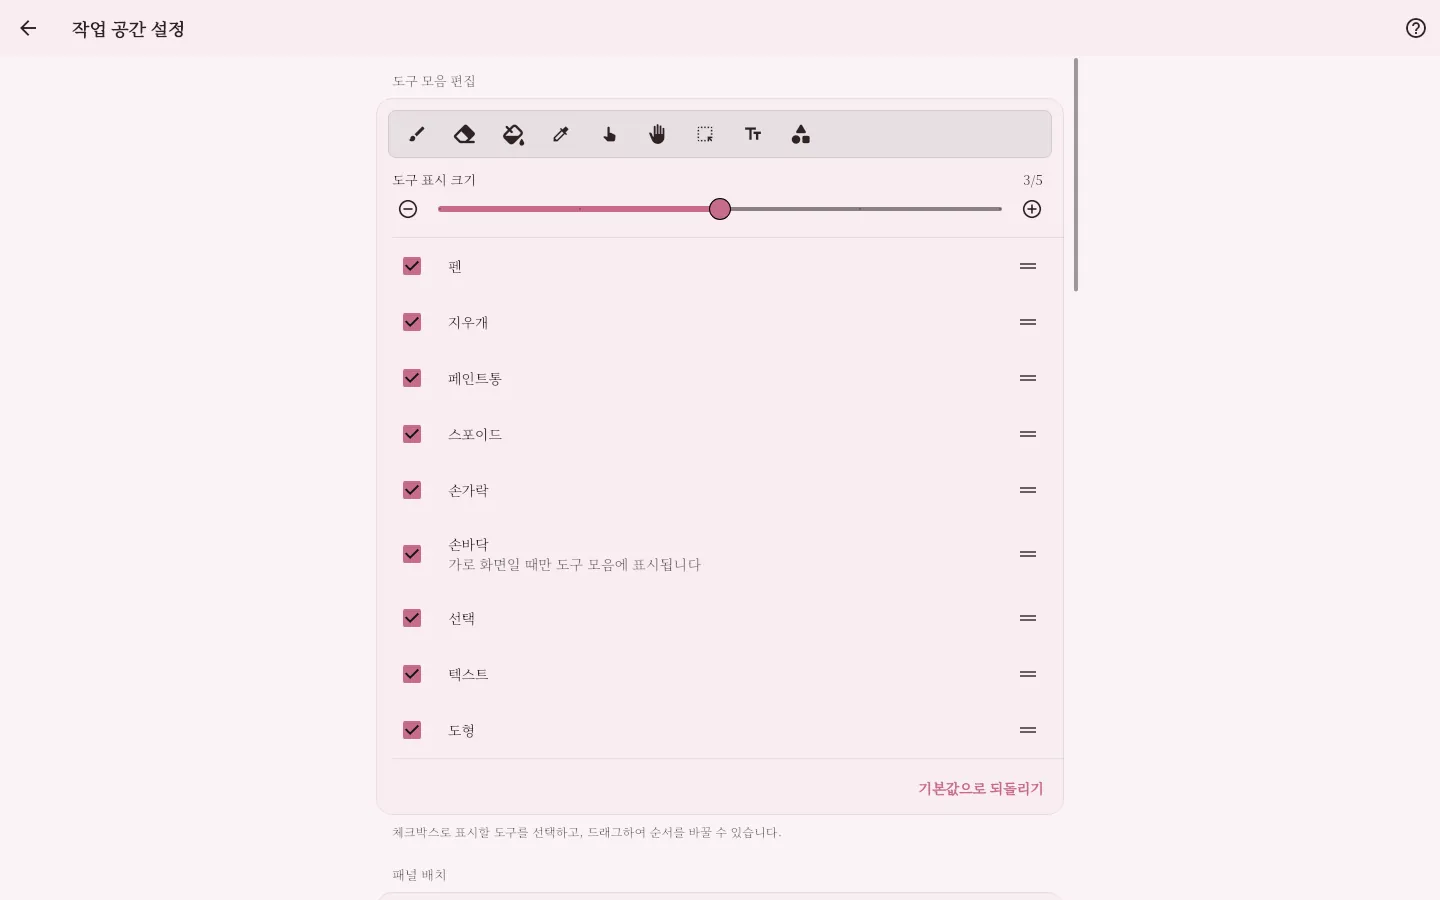 작업 공간 설정
도구 모음 편집
Tт
도구 표시 크기 3/5
펜
지우개
페인트통
스포이드
손가락
손바닥
가로 화면일 때만 도구 모음에 표시됩니다
선택
텍스트
도형
기본값으로 되돌리기
체크박스로 표시할 도구를 선택하고, 드래그하여 순서를 바꿀 수 있습니다.
패널 배치